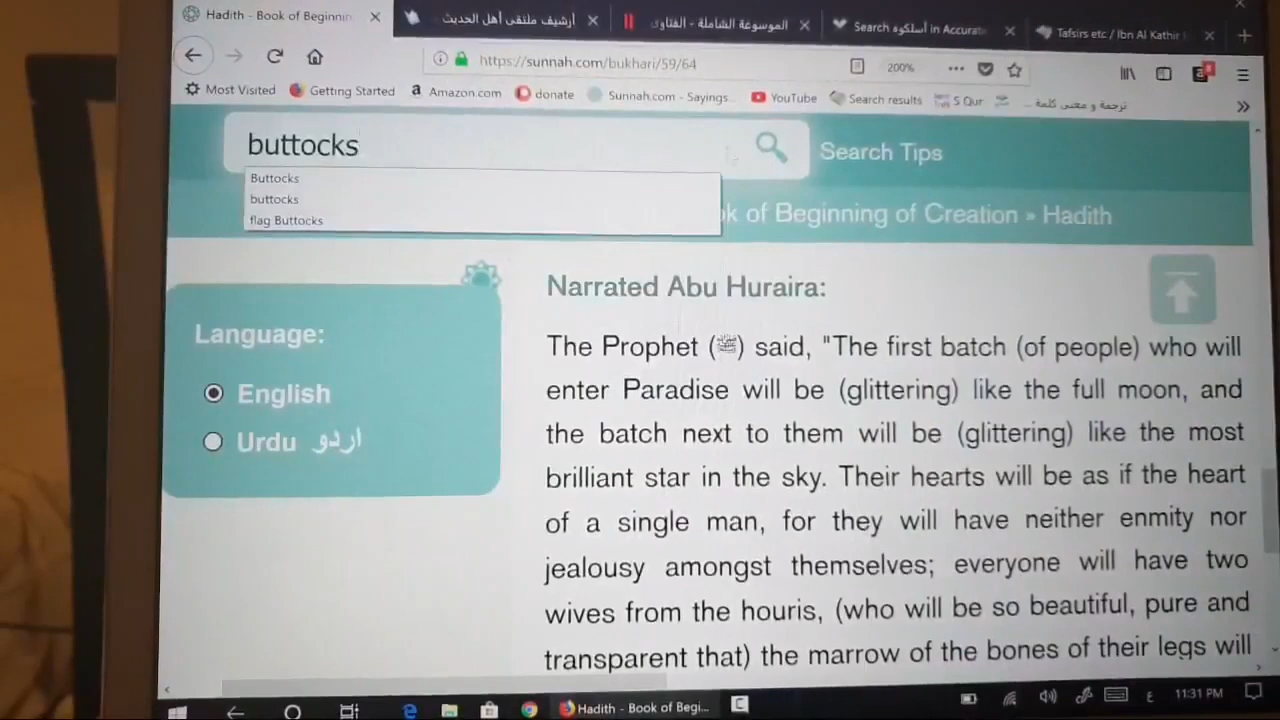 Hadith - Book of Beginnin
أرشيف ملتقى أهل الحديث
الموسوعة الشاملة - الفتاوى
Search أسلكوه in Accurat
Tafsirs etc / Ibn Al Kathir
https://sunnah.com/bukhari/59/64
200%
Most Visited
Getting Started
Amazon.com
donate
Sunnah.com - Sayings...
YouTube
Search results
S Qur
ترجمة و معنى كلمة ...
buttocks
Search Tips
Buttocks
buttocks
flag Buttocks
ok of Beginning of Creation » Hadith
Language:
English
Urdu اردو
Narrated Abu Huraira:
The Prophet (ﷺ) said, "The first batch (of people) who will
enter Paradise will be (glittering) like the full moon, and
the batch next to them will be (glittering) like the most
brilliant star in the sky. Their hearts will be as if the heart
of a single man, for they will have neither enmity nor
jealousy amongst themselves; everyone will have two
wives from the houris, (who will be so beautiful, pure and
transparent that) the marrow of the bones of their legs will
Hadith - Book of Begi...
ع
11:31 PM